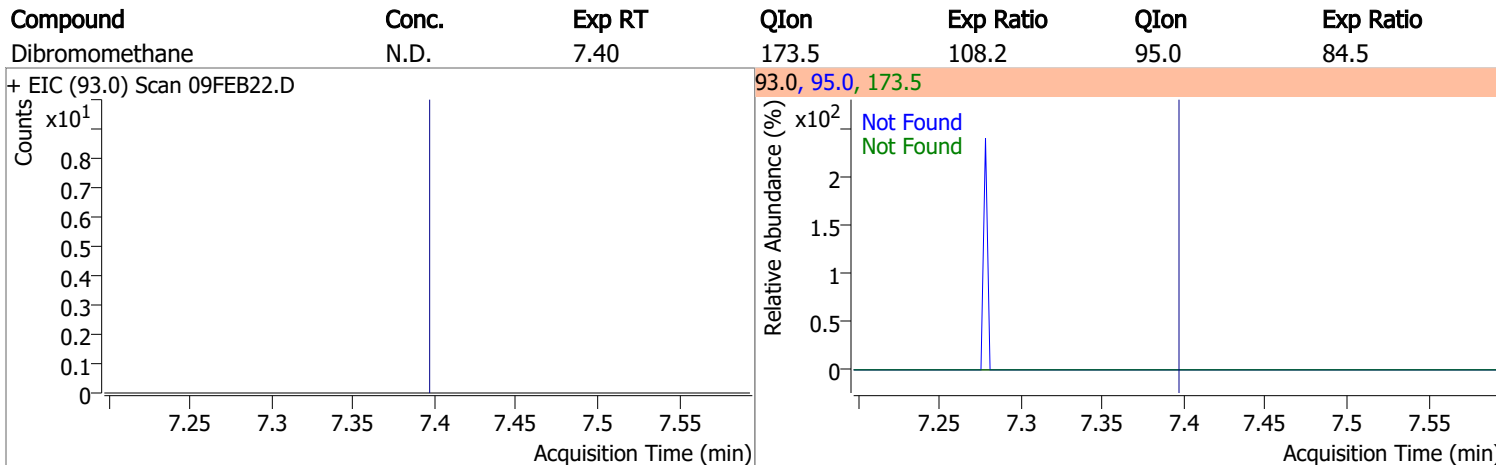 Compound Conc. Exp RT QIon Exp Ratio QIon Exp Ratio
Dibromomethane N.D. 7.40 173.5 108.2 95.0 84.5
+ EIC (93.0) Scan 09FEB22.D
Counts
x10¹
0.8
0.7
0.6
0.5
0.4
0.3
0.2
0.1
0
7.25 7.3 7.35 7.4 7.45 7.5 7.55
Acquisition Time (min)
93.0, 95.0, 173.5
Relative Abundance (%)
x10²
Not Found
Not Found
2
1.5
1
0.5
0
7.25 7.3 7.35 7.4 7.45 7.5 7.55
Acquisition Time (min)